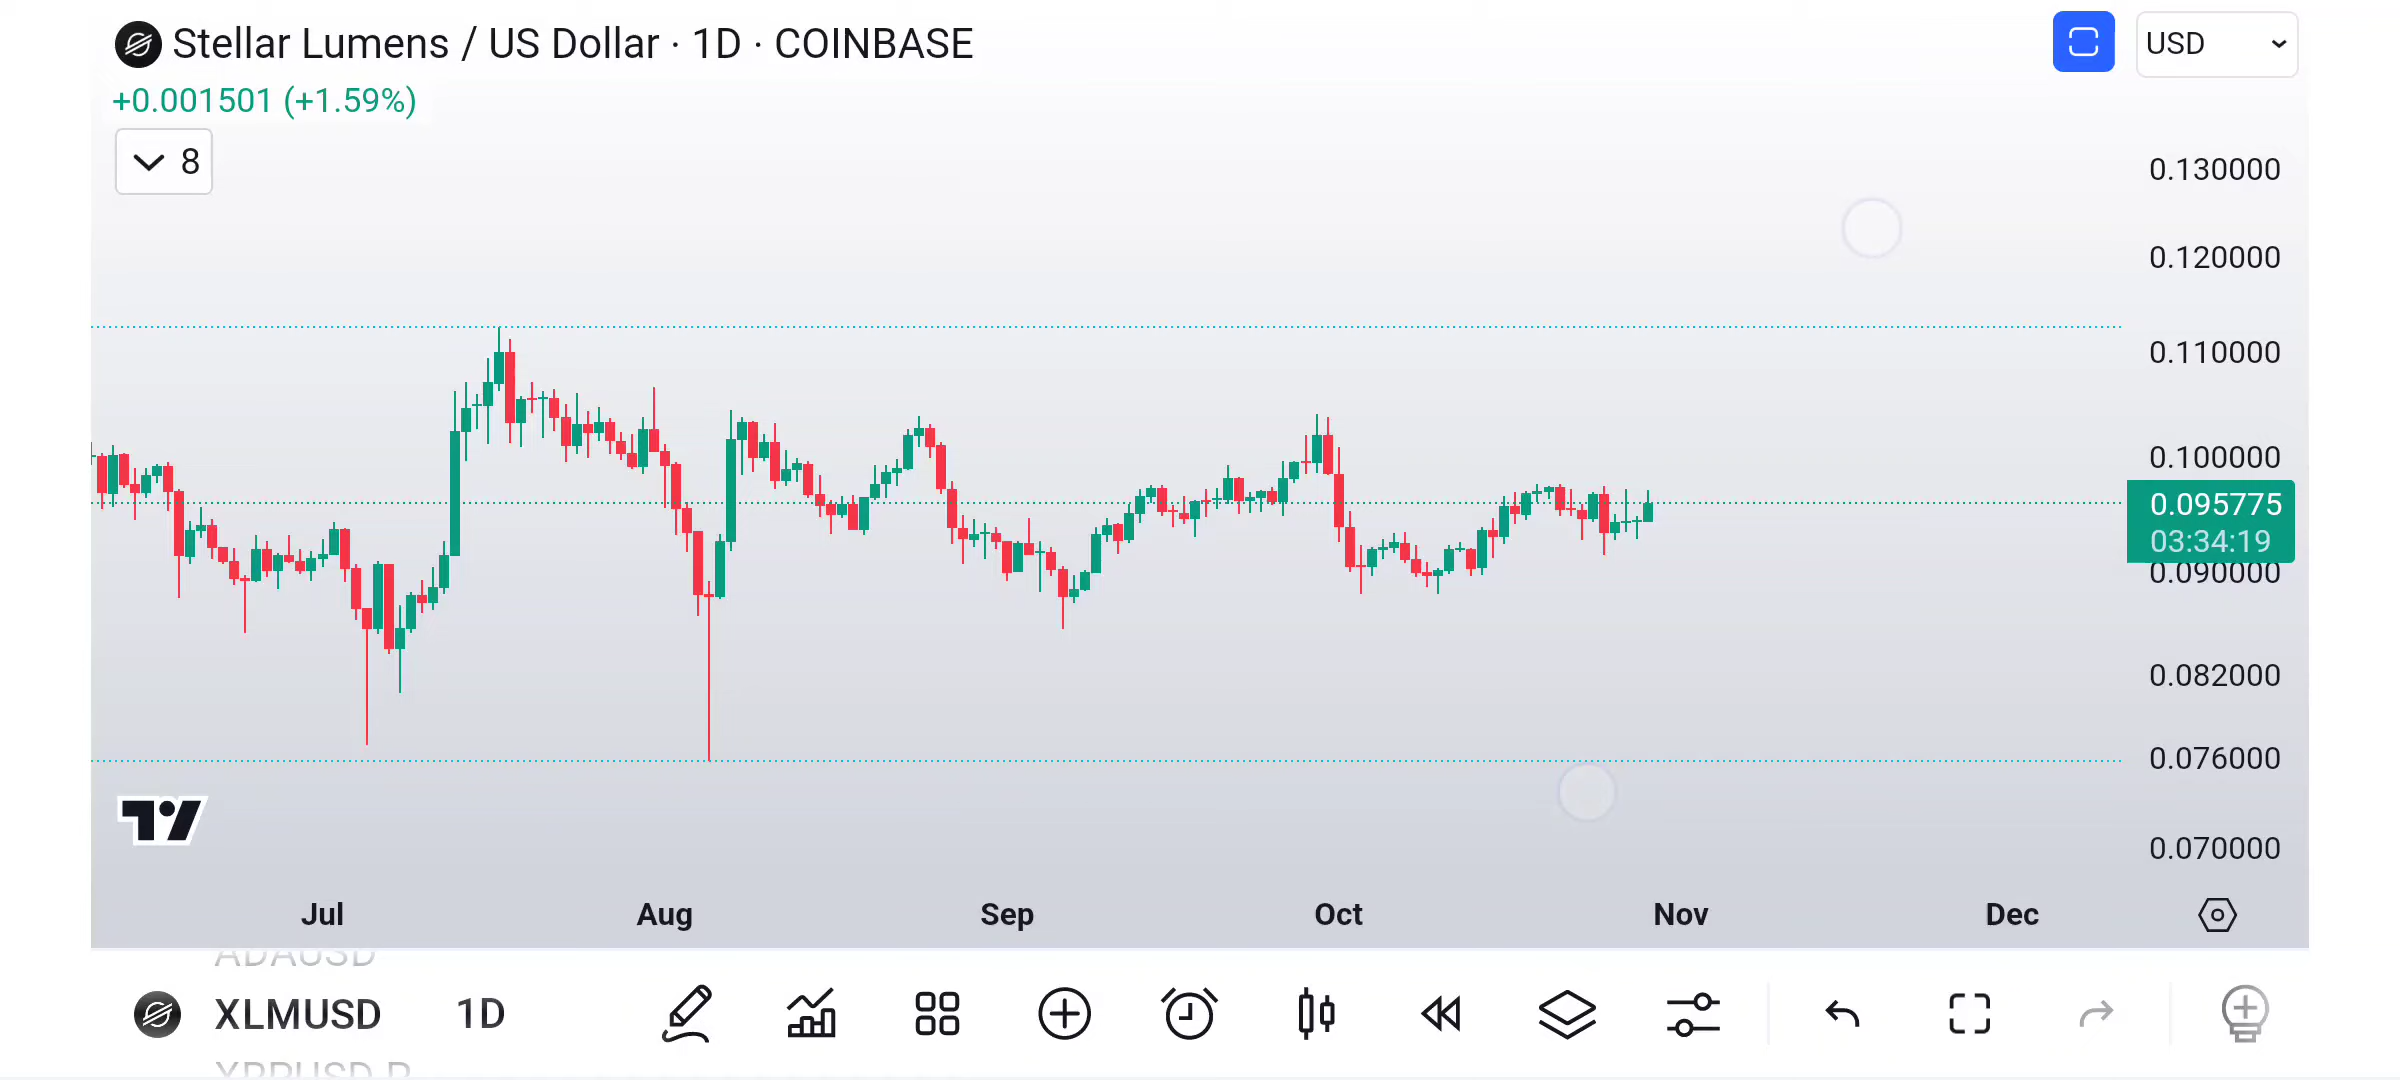 Stellar Lumens / US Dollar · 1D · COINBASE
USD
+0.001501 (+1.59%)
8
0.130000
0.120000
0.110000
0.100000
0.095775
03:34:19
0.090000
0.082000
0.076000
0.070000
Jul Aug Sep Oct Nov Dec
ADAUSD
XLMUSD 1D